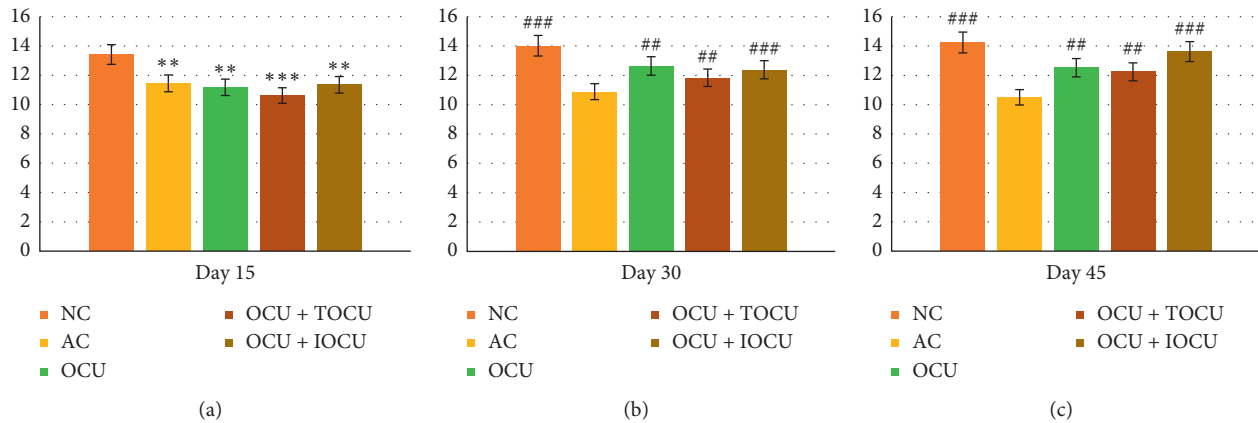 16
14
12
10
8
6
4
2
0
**
**
***
**
Day 15
NC
AC
OCU
OCU + TOCU
OCU + IOCU
(a)
16
14
12
10
8
6
4
2
0
###
##
##
###
Day 30
NC
AC
OCU
OCU + TOCU
OCU + IOCU
(b)
16
14
12
10
8
6
4
2
0
###
##
##
###
Day 45
NC
AC
OCU
OCU + TOCU
OCU + IOCU
(c)